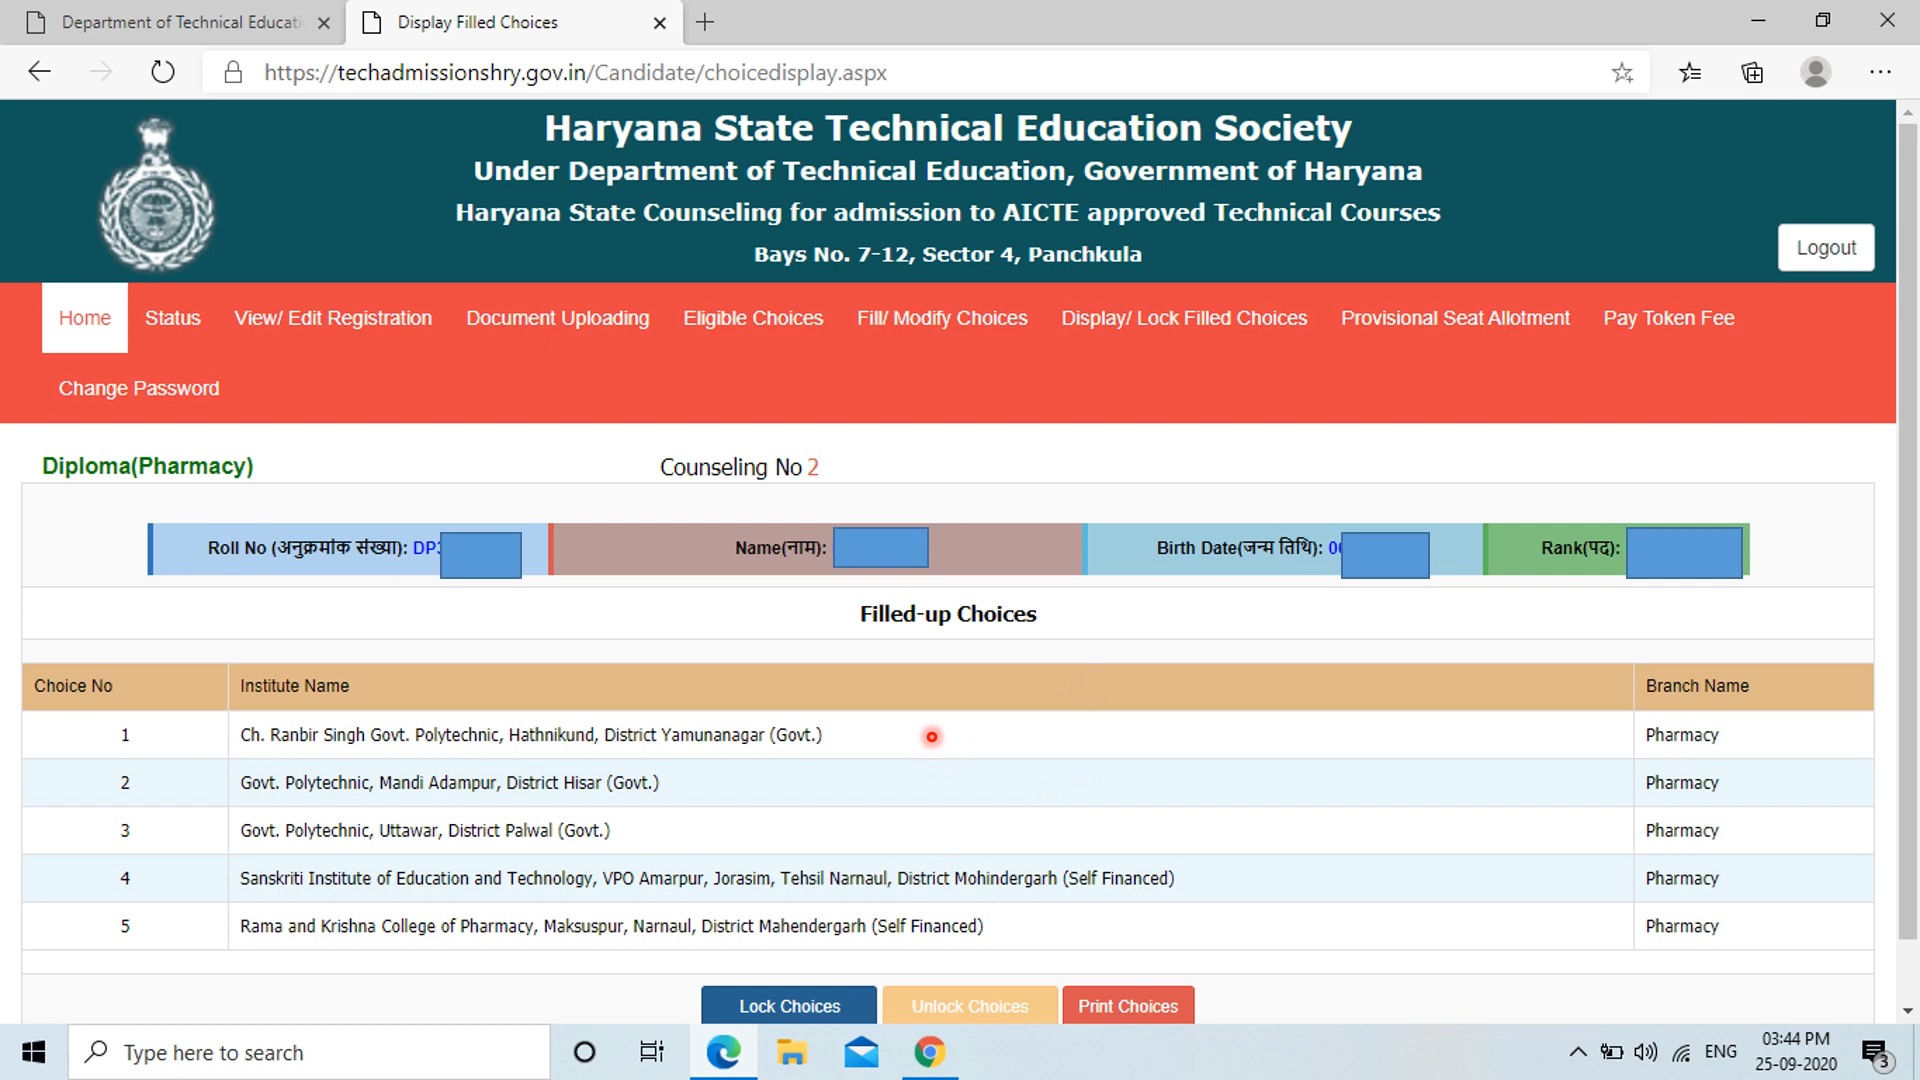 Department of Technical Educati
Display Filled Choices
https://techadmissionshry.gov.in/Candidate/choicedisplay.aspx
Haryana State Technical Education Society
Under Department of Technical Education, Government of Haryana
Haryana State Counseling for admission to AICTE approved Technical Courses
Bays No. 7-12, Sector 4, Panchkula
Logout
Home Status View/ Edit Registration Document Uploading Eligible Choices Fill/ Modify Choices Display/ Lock Filled Choices Provisional Seat Allotment Pay Token Fee
Change Password
Diploma(Pharmacy) Counseling No 2
Roll No (अनुक्रमांक संख्या): DP Name(नाम): Birth Date(जन्म तिथि): 0 Rank(पद):
Filled-up Choices
Choice No Institute Name Branch Name
1 Ch. Ranbir Singh Govt. Polytechnic, Hathnikund, District Yamunanagar (Govt.) Pharmacy
2 Govt. Polytechnic, Mandi Adampur, District Hisar (Govt.) Pharmacy
3 Govt. Polytechnic, Uttawar, District Palwal (Govt.) Pharmacy
4 Sanskriti Institute of Education and Technology, VPO Amarpur, Jorasim, Tehsil Narnaul, District Mohindergarh (Self Financed) Pharmacy
5 Rama and Krishna College of Pharmacy, Maksuspur, Narnaul, District Mahendergarh (Self Financed) Pharmacy
Lock Choices Unlock Choices Print Choices
Type here to search
ENG
03:44 PM
25-09-2020
3